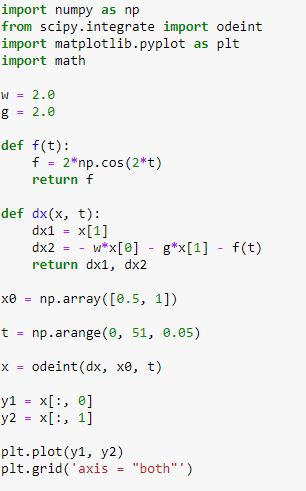 import numpy as np
from scipy.integrate import odeint
import matplotlib.pyplot as plt
import math
w = 2.0
g = 2.0
def f(t):
    f = 2*np.cos(2*t)
    return f
def dx(x, t):
    dx1 = x[1]
    dx2 = - w*x[0] - g*x[1] - f(t)
    return dx1, dx2
x0 = np.array([0.5, 1])
t = np.arange(0, 51, 0.05)
x = odeint(dx, x0, t)
y1 = x[:, 0]
y2 = x[:, 1]
plt.plot(y1, y2)
plt.grid('axis = "both"')